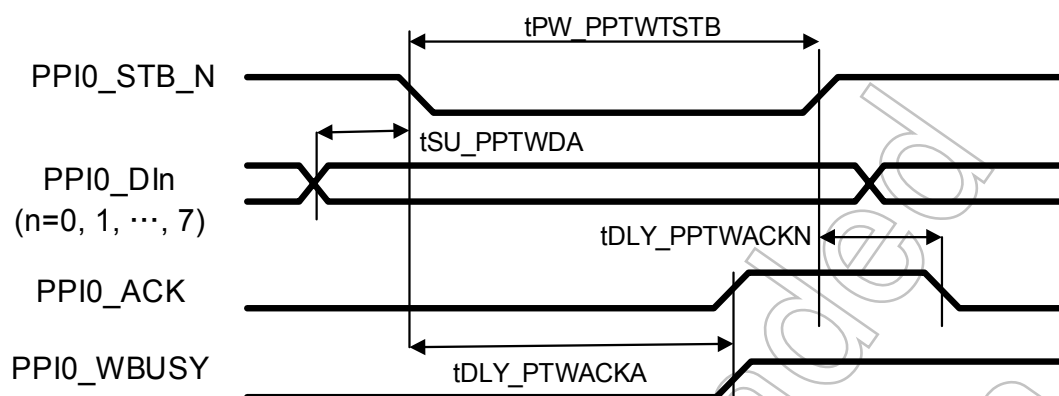 tPW_PPTWTSTB
PPI0_STB_N
tSU_PPTWDA
PPI0_DIn
(n=0, 1, ···, 7)
tDLY_PPTWACKN
PPI0_ACK
PPI0_WBUSY
tDLY_PTWACKA